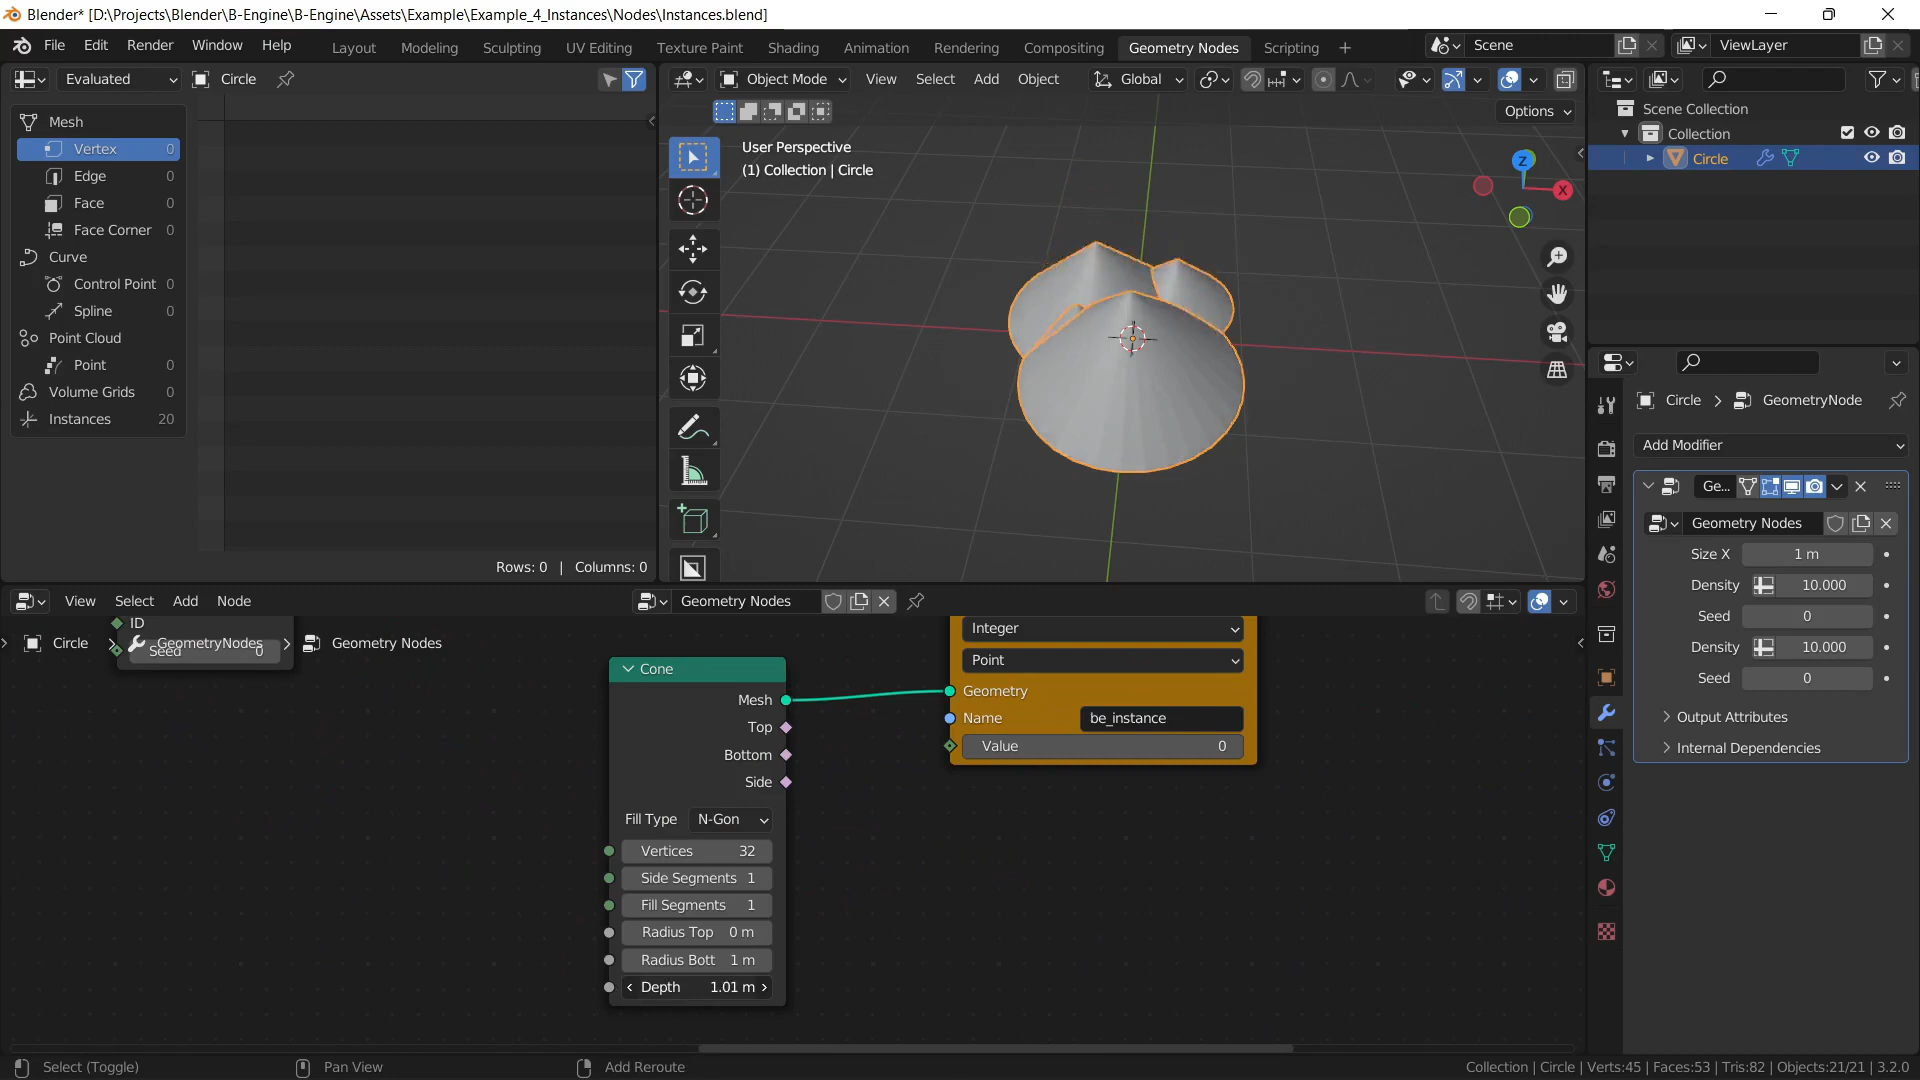 Blender* [D:\Projects\Blender\B-Engine\B-Engine\Assets\Example\Example_4_Instances\Nodes\Instances.blend]
File Edit Render Window Help Layout Modeling Sculpting UV Editing Texture Paint Shading Animation Rendering Compositing Geometry Nodes Scripting + Scene ViewLayer
Evaluated Circle
Mesh
Vertex 0
Edge 0
Face 0
Face Corner 0
Curve
Control Point 0
Spline 0
Point Cloud
Point 0
Volume Grids 0
Instances 20
Rows: 0 | Columns: 0
Object Mode View Select Add Object Global
Options
User Perspective
(1) Collection | Circle
Z
X
Scene Collection
Collection
Circle
Circle > GeometryNode
Add Modifier
Ge...
Geometry Nodes
Size X 1 m
Density 10.000
Seed 0
Density 10.000
Seed 0
Output Attributes
Internal Dependencies
View Select Add Node Geometry Nodes
ID
Seed 0
Circle > GeometryNodes > Geometry Nodes
Cone
Mesh
Top
Bottom
Side
Fill Type N-Gon
Vertices 32
Side Segments 1
Fill Segments 1
Radius Top 0 m
Radius Bott 1 m
Depth 1.01 m
Integer
Point
Geometry
Name be_instance
Value 0
Select (Toggle) Pan View Add Reroute Collection | Circle | Verts:45 | Faces:53 | Tris:82 | Objects:21/21 | 3.2.0